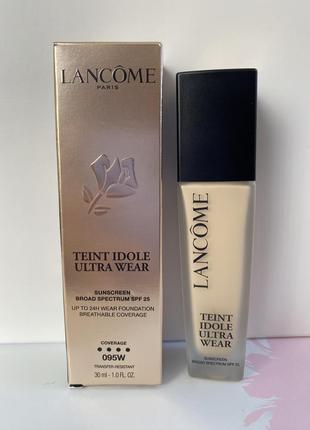 LANCÔME
PARIS
TEINT IDOLE
ULTRA WEAR
SUNSCREEN
BROAD SPECTRUM SPF 25
UP TO 24H WEAR FOUNDATION
BREATHABLE COVERAGE
COVERAGE
095W
TRANSFER-RESISTANT
30 ml - 1.0 FL. OZ.
LANCÔME
TEINT
IDOLE
ULTRA
WEAR
SUNSCREEN
BROAD SPECTRUM SPF 25